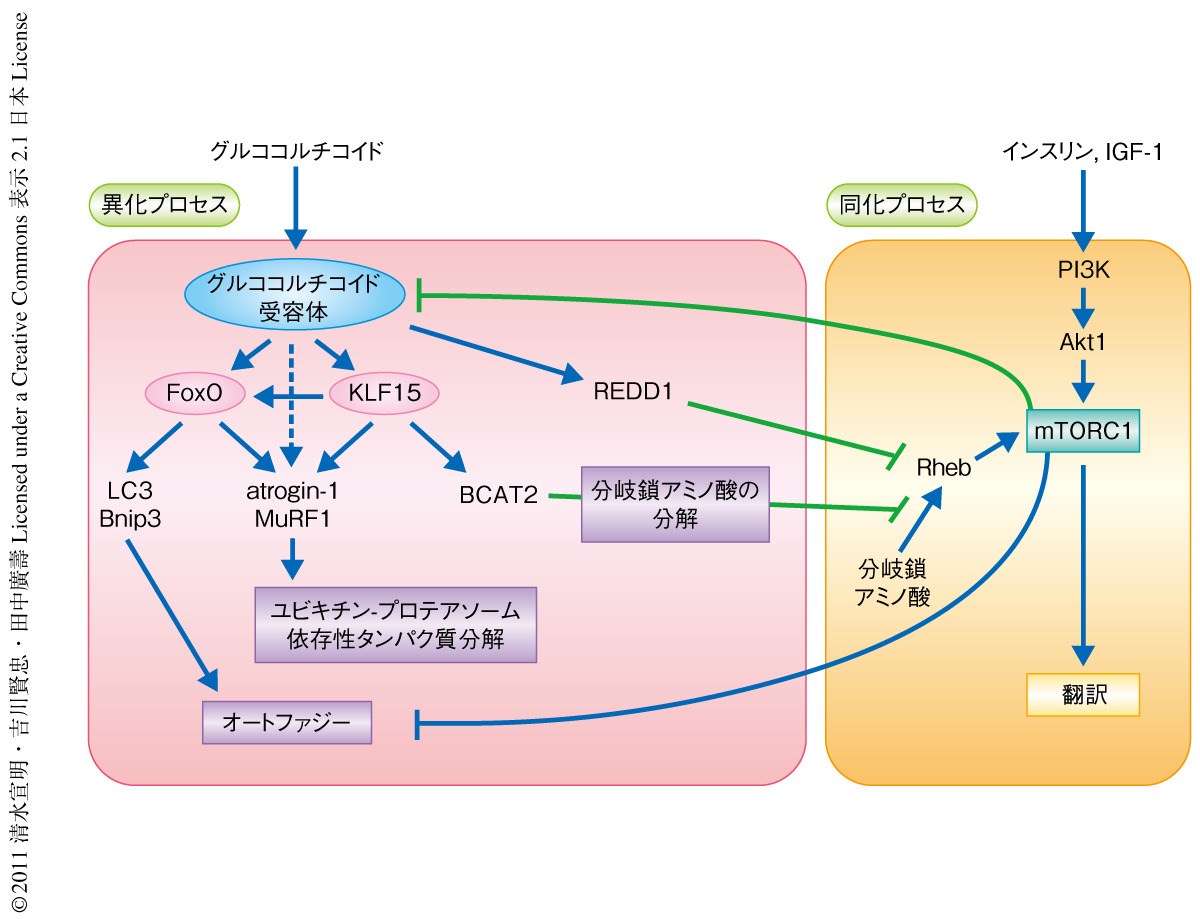 ©2011 清水宣明・吉川賢忠・田中廣壽 Licensed under a Creative Commons 表示 2.1 日本 License
グルココルチコイド
異化プロセス
グルココルチコイド
受容体
FoxO
KLF15
REDD1
LC3
Bnip3
atrogin-1
MuRF1
BCAT2
分岐鎖アミノ酸の
分解
ユビキチン-プロテアソーム
依存性タンパク質分解
オートファジー
インスリン, IGF-1
同化プロセス
PI3K
Akt1
mTORC1
Rheb
分岐鎖
アミノ酸
翻訳